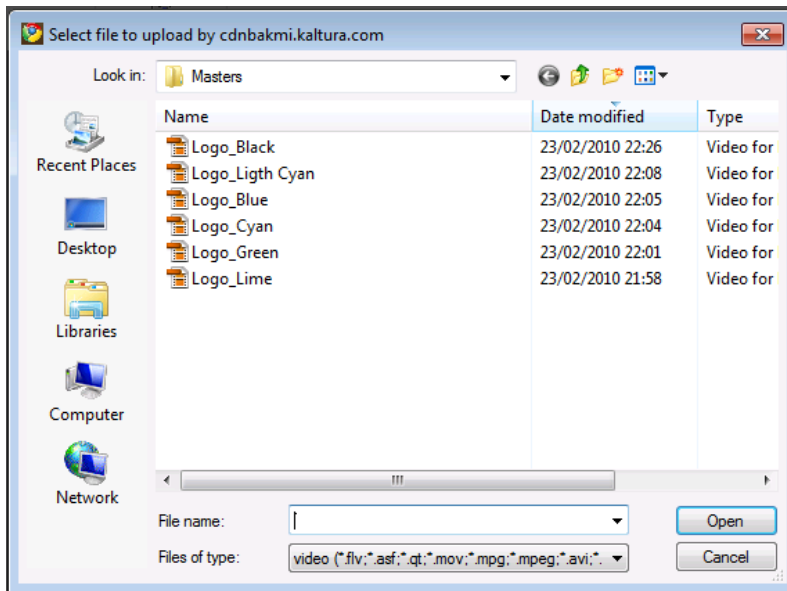 Select file to upload by cdnbakmi.kaltura.com
Look in: Masters
Name Date modified Type
Logo_Black 23/02/2010 22:26 Video for
Logo_Ligth Cyan 23/02/2010 22:08 Video for
Logo_Blue 23/02/2010 22:05 Video for
Logo_Cyan 23/02/2010 22:04 Video for
Logo_Green 23/02/2010 22:01 Video for
Logo_Lime 23/02/2010 21:58 Video for
Recent Places
Desktop
Libraries
Computer
Network
File name: Open
Files of type: video (*.flv;*.asf;*.qt;*.mov;*.mpg;*.mpeg;*.avi;*. Cancel